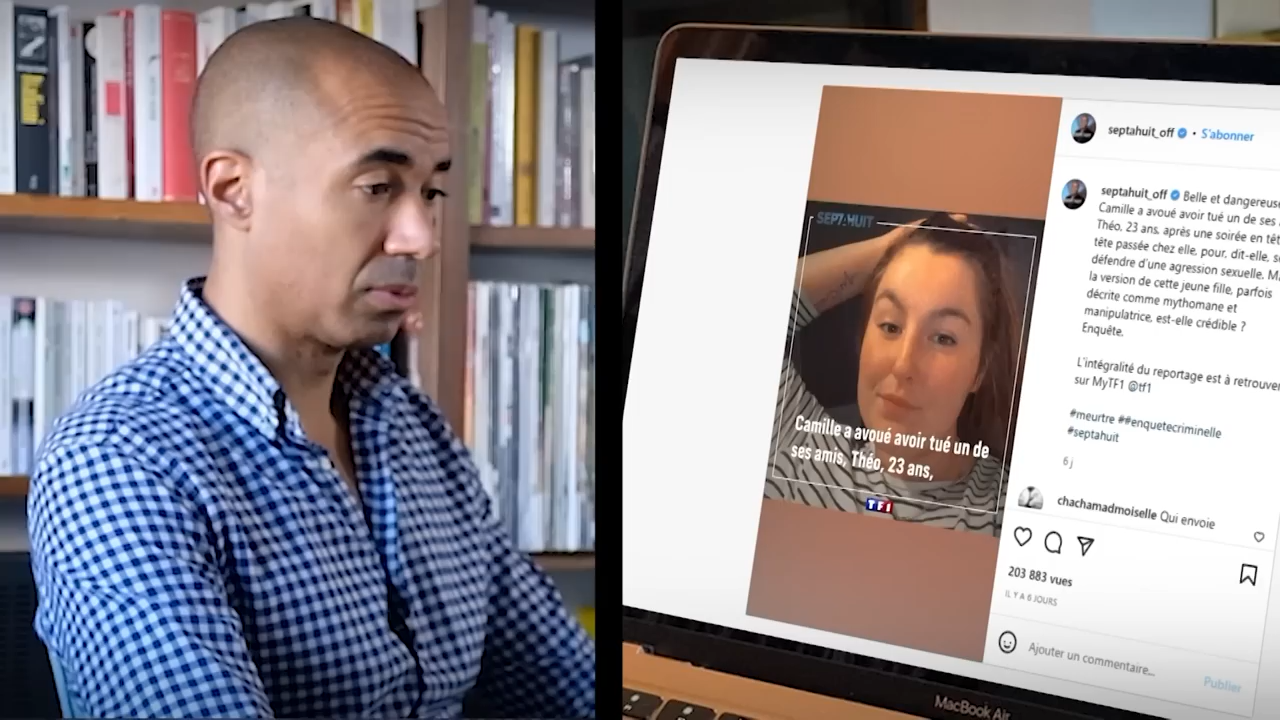 septahuit_off • S'abonner
septahuit_off Belle et dangereuse
Camille a avoué avoir tué un de ses
Théo, 23 ans, après une soirée en têt
tête passée chez elle, pour, dit-elle, se
défendre d'une agression sexuelle. Ma
la version de cette jeune fille, parfois
décrite comme mythomane et
manipulatrice, est-elle crédible ?
Enquête.
L'intégralité du reportage est à retrouver
sur MyTF1 @tf1
#meurtre ##enquetecriminelle
#septahuit
6 j
SEPT À HUIT
Camille a avoué avoir tué un de
ses amis, Théo, 23 ans,
TF1
chachamadmoiselle Qui envoie
203 883 vues
IL Y A 6 JOURS
Ajouter un commentaire...
Publier
MacBook Air